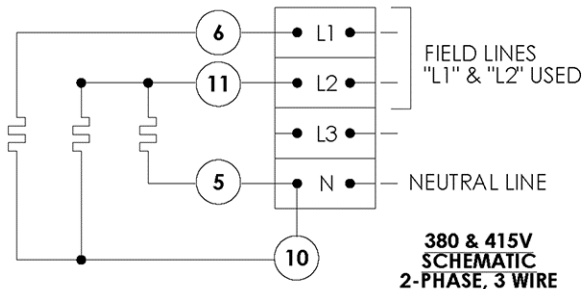 6
L1
FIELD LINES
"L1" & "L2" USED
11
L2
L3
5
N
NEUTRAL LINE
10
380 & 415V
SCHEMATIC
2-PHASE, 3 WIRE